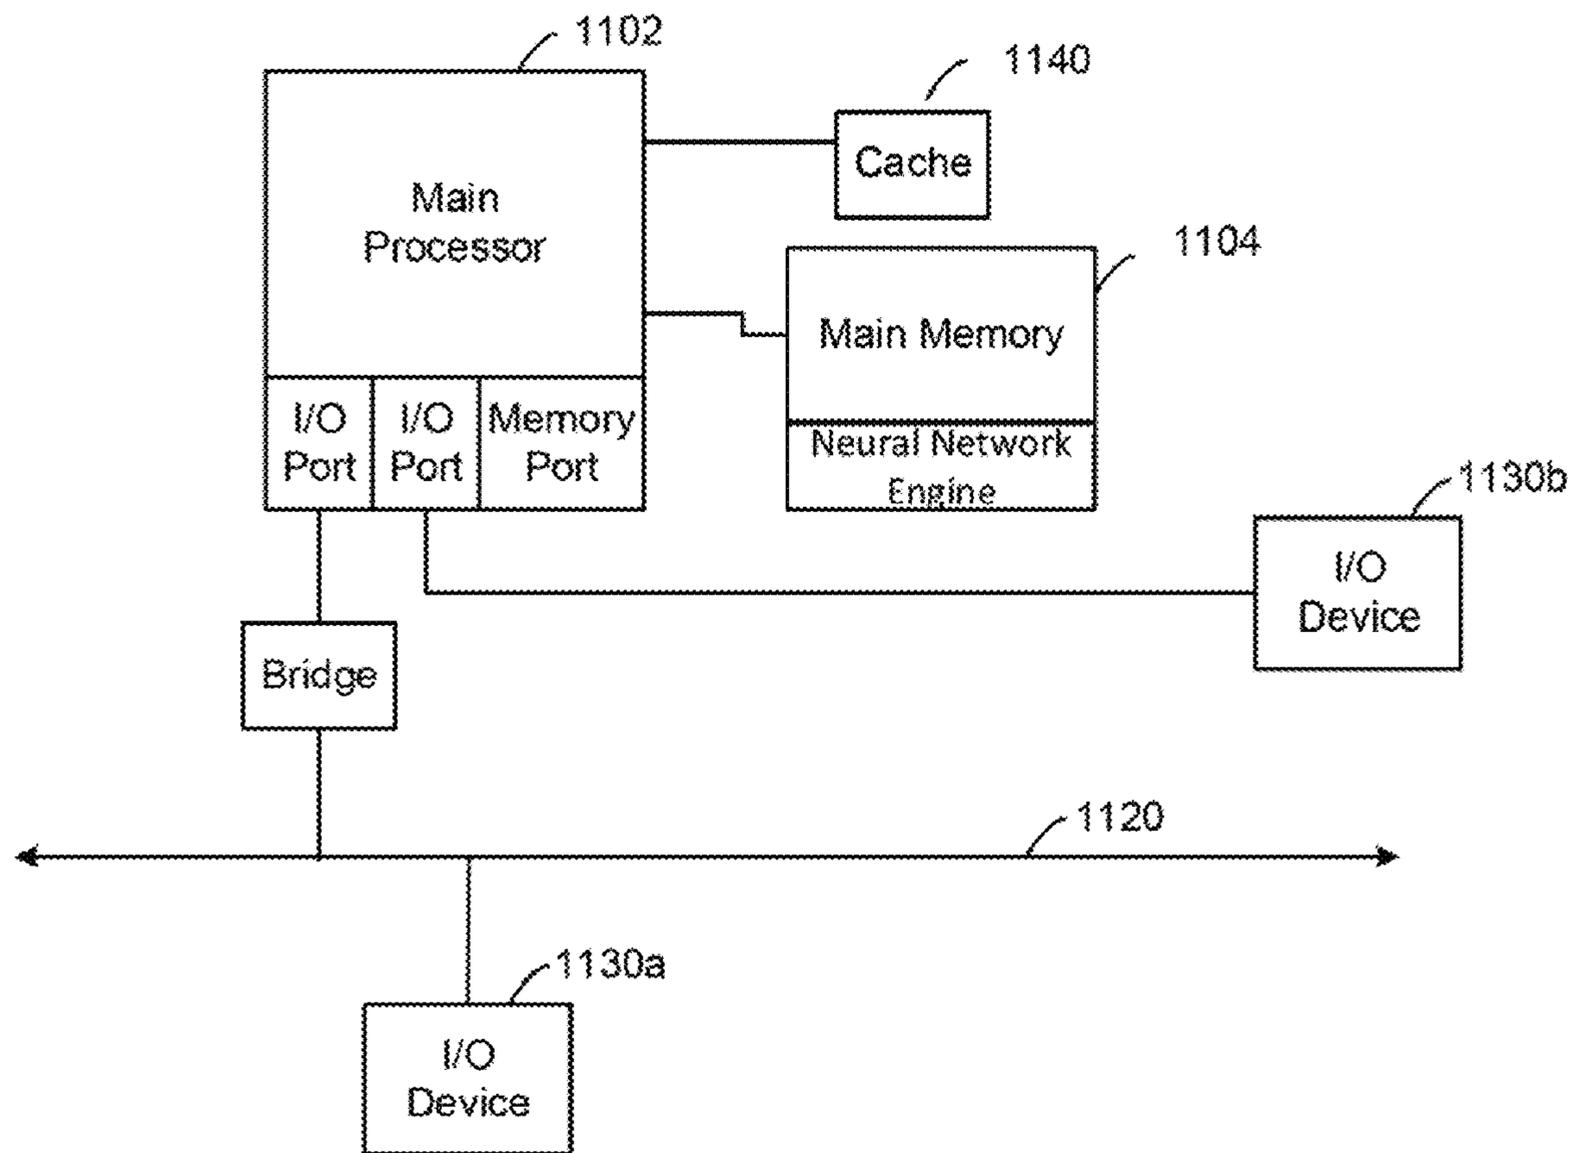 1102
1140
Cache
Main
Processor
1104
Main Memory
I/O
Port
I/O
Port
Memory
Port
Neural Network
Engine
1130b
I/O
Device
Bridge
1120
1130a
I/O
Device